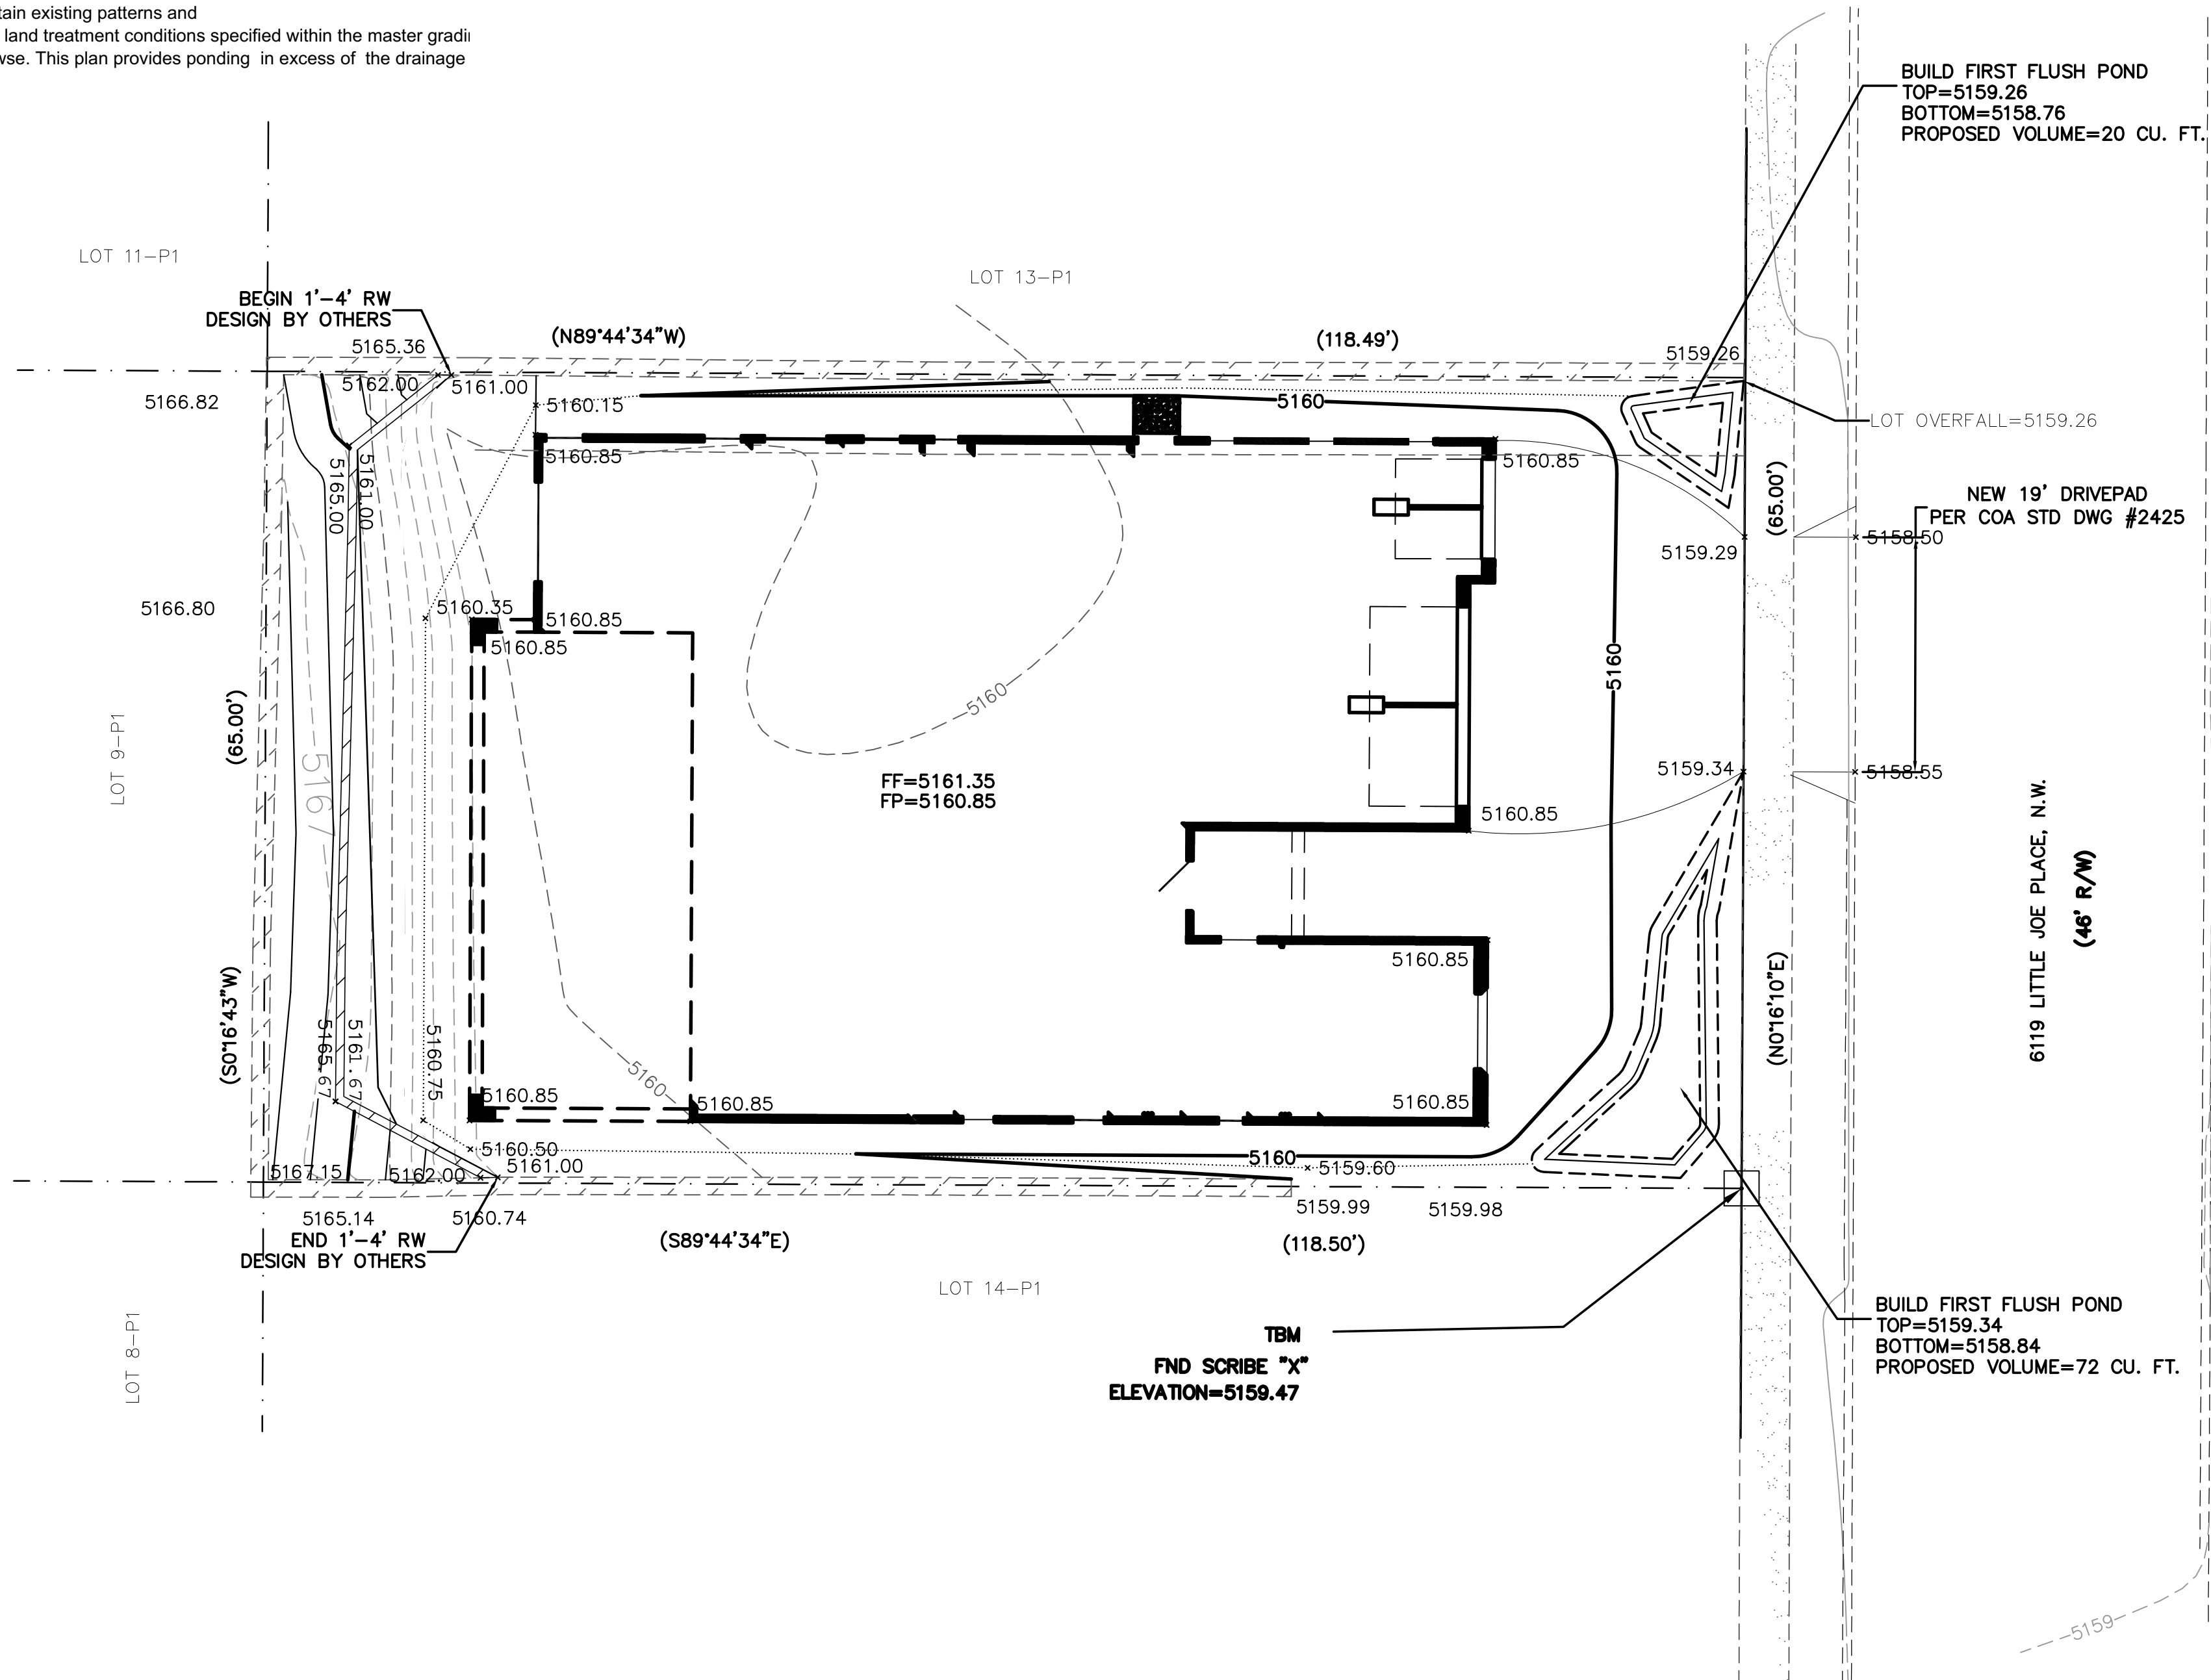 tain existing patterns and
land treatment conditions specified within the master
wse. This plan provides ponding in excess of the drainage
BUILD FIRST FLUSH POND
TOP=5159.26
BOTTOM=5158.76
PROPOSED VOLUME=20 CU. FT.
LOT 11-P1
LOT 13-P1
BEGIN 1'-4' RW
DESIGN BY OTHERS
(N89°44'34"W)
(118.49')
5165.36
5159.26
5162.00
5161.00
5166.82
5160.15
5160
LOT OVERFALL=5159.26
5160.85
5160.85
5165.00
5161.00
(65.00')
NEW 19' DRIVEPAD
PER COA STD DWG #2425
5158.50
5159.29
5166.80
5160.35
5160.85
5160.85
5160
5160
(65.00')
LOT 9-P1
5167
FF=5161.35
FP=5160.85
5159.34
5158.55
5160.85
6119 LITTLE JOE PLACE, N.W.
(46' R/W)
5160.85
(S0°16'43"W)
(N0°16'10"E)
5165.67
5161.67
5160.75
5160
5160.85
5160.85
5160.85
5160.50
5160
5159.60
5167.15
5162.00
5161.00
5165.14
5160.74
5159.99
5159.98
END 1'-4' RW
DESIGN BY OTHERS
(S89°44'34"E)
(118.50')
LOT 14-P1
LOT 8-P1
BUILD FIRST FLUSH POND
TOP=5159.34
BOTTOM=5158.84
PROPOSED VOLUME=72 CU. FT.
TBM
FND SCRIBE "X"
ELEVATION=5159.47
5159